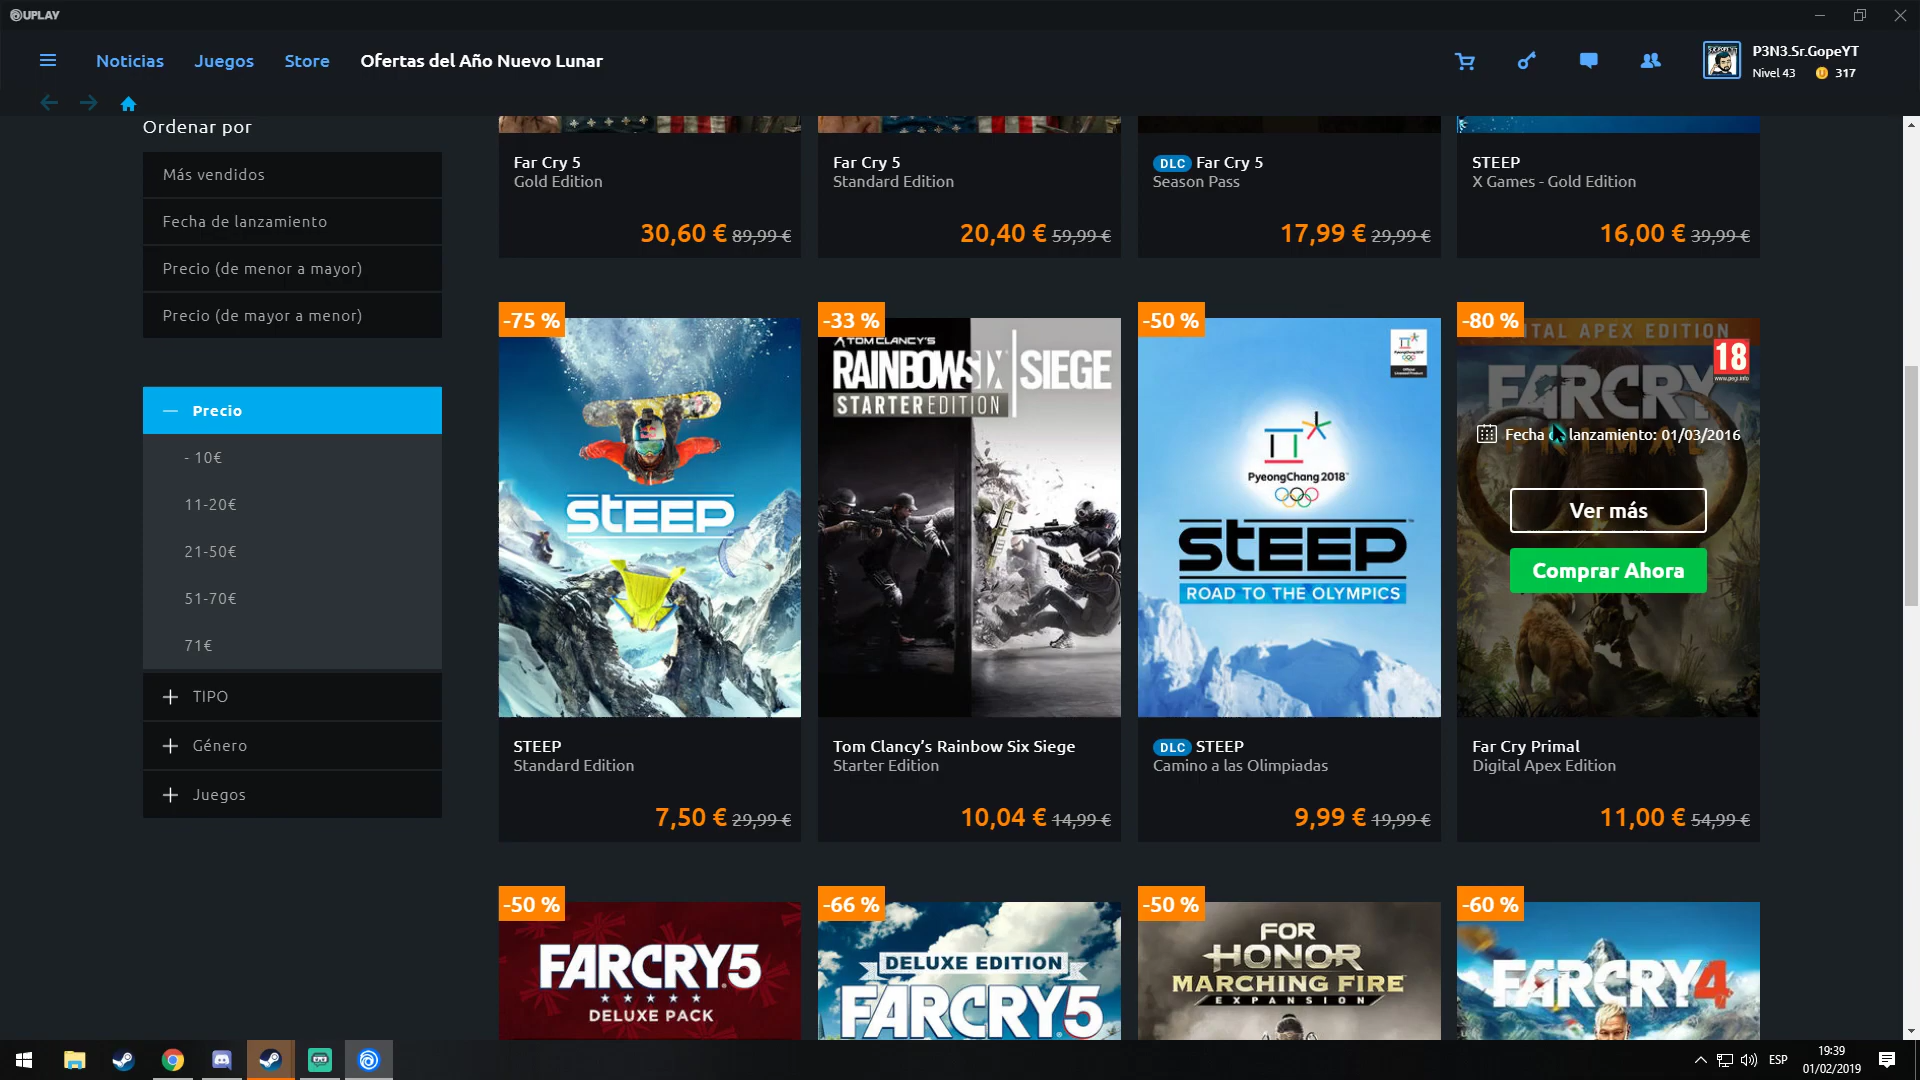 UPLAY
Noticias
Juegos
Store
Ofertas del Año Nuevo Lunar
P3N3.Sr.GopeYT
Nivel 43
317
Ordenar por
Más vendidos
Fecha de lanzamiento
Precio (de menor a mayor)
Precio (de mayor a menor)
Precio
- 10€
11-20€
21-50€
51-70€
71€
TIPO
Género
Juegos
Far Cry 5
Gold Edition
30,60 € 89,99 €
Far Cry 5
Standard Edition
20,40 € 59,99 €
DLC Far Cry 5
Season Pass
17,99 € 29,99 €
STEEP
X Games - Gold Edition
16,00 € 39,99 €
-75 %
STEEP
STEEP
Standard Edition
7,50 € 29,99 €
-33 %
TOM CLANCY'S
RAINBOW SIX SIEGE
STARTER EDITION
Tom Clancy's Rainbow Six Siege
Starter Edition
10,04 € 14,99 €
-50 %
PyeongChang 2018
STEEP
ROAD TO THE OLYMPICS
DLC STEEP
Camino a las Olimpiadas
9,99 € 19,99 €
-80 %
ITAL APEX EDITION
18
www.pegi.info
FARCRY
PRIMAL
Fecha de lanzamiento: 01/03/2016
Ver más
Comprar Ahora
Far Cry Primal
Digital Apex Edition
11,00 € 54,99 €
-50 %
FARCRY5
DELUXE PACK
-66 %
DELUXE EDITION
FARCRY5
-50 %
FOR
HONOR
MARCHING FIRE
EXPANSION
-60 %
FARCRY4
ESP
19:39
01/02/2019